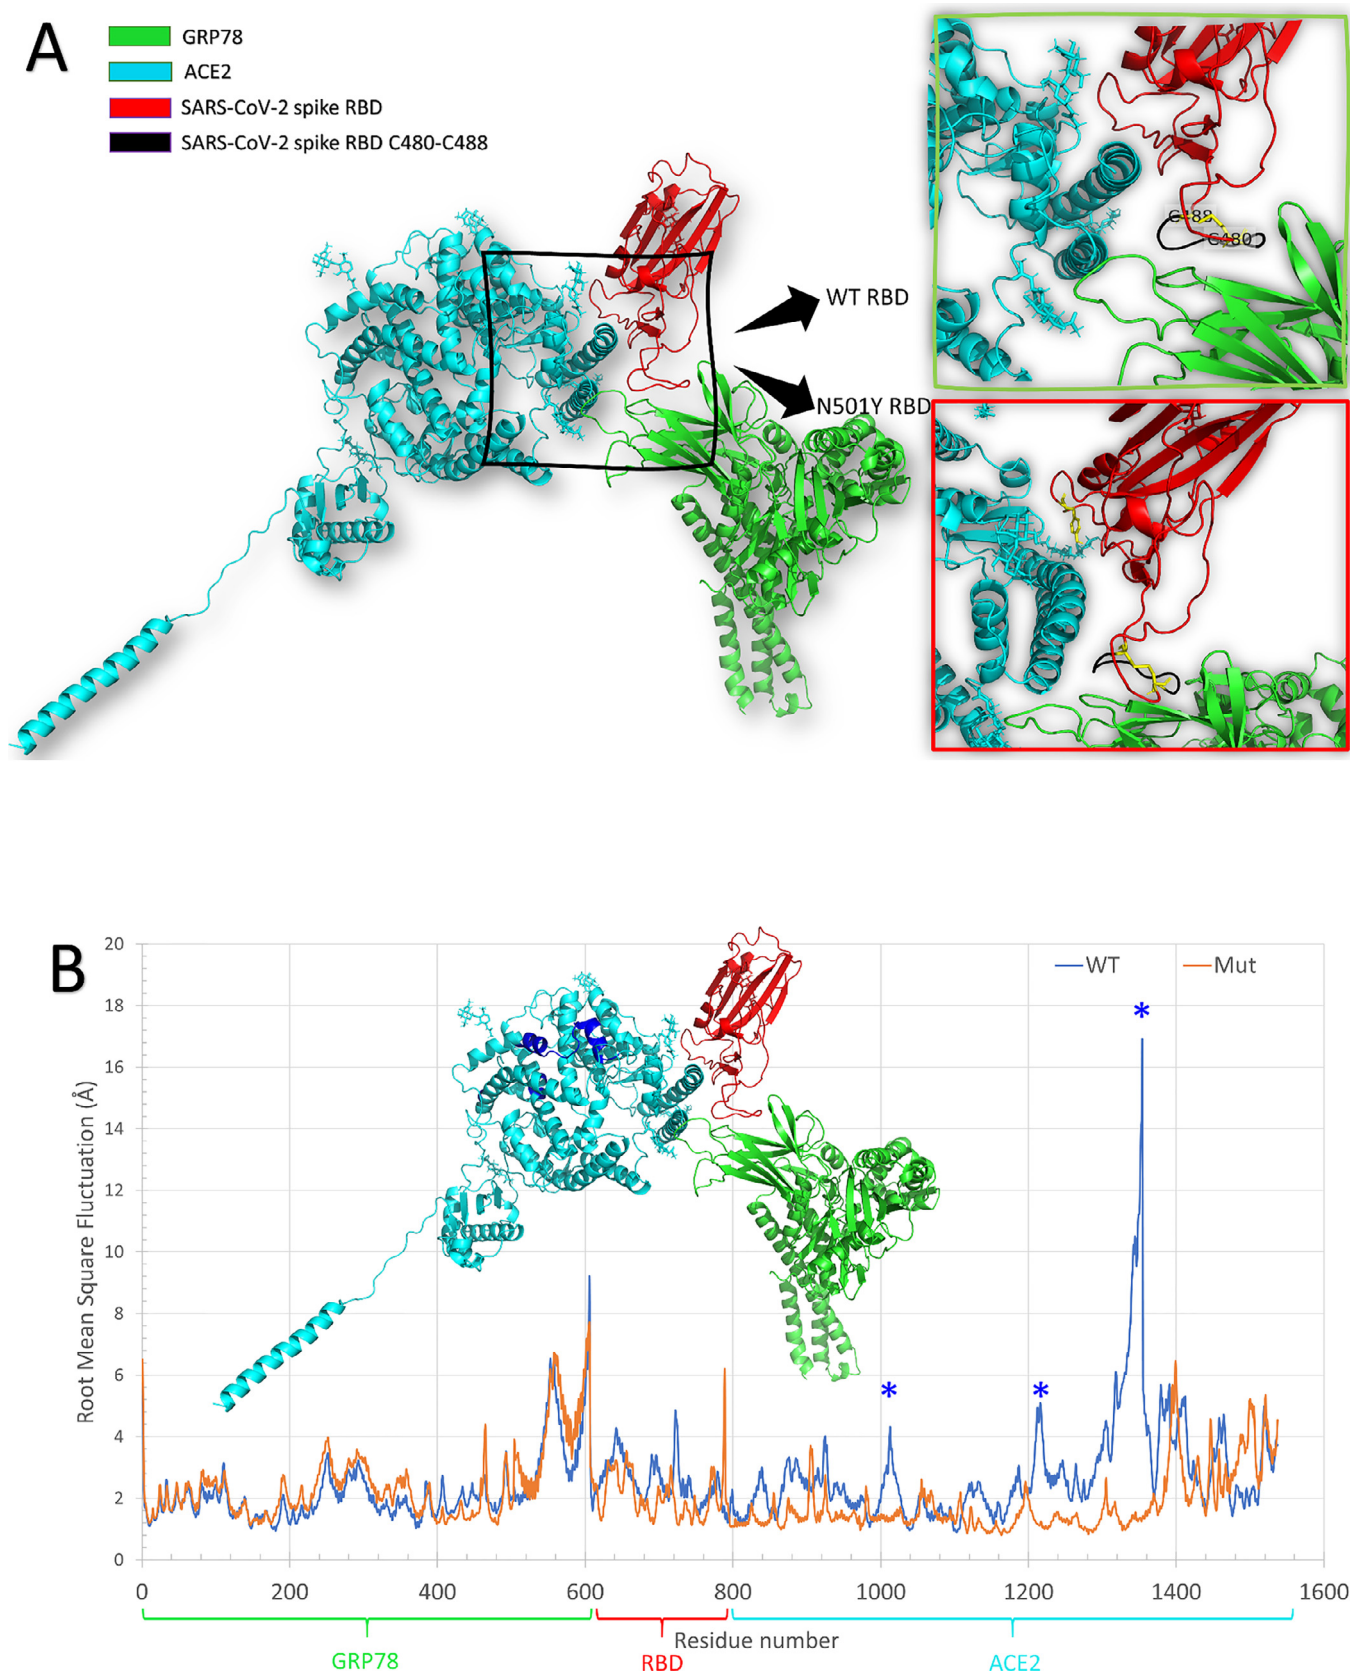 A
GRP78
ACE2
SARS-CoV-2 spike RBD
SARS-CoV-2 spike RBD C480-C488
WT RBD
N501Y RBD
C488
C480
B
20
18
16
14
12
10
8
6
4
2
0
Root Mean Square Fluctuation (Å)
WT
Mut
*
*
*
0 200 400 600 800 1000 1200 1400 1600
Residue number
GRP78
RBD
ACE2